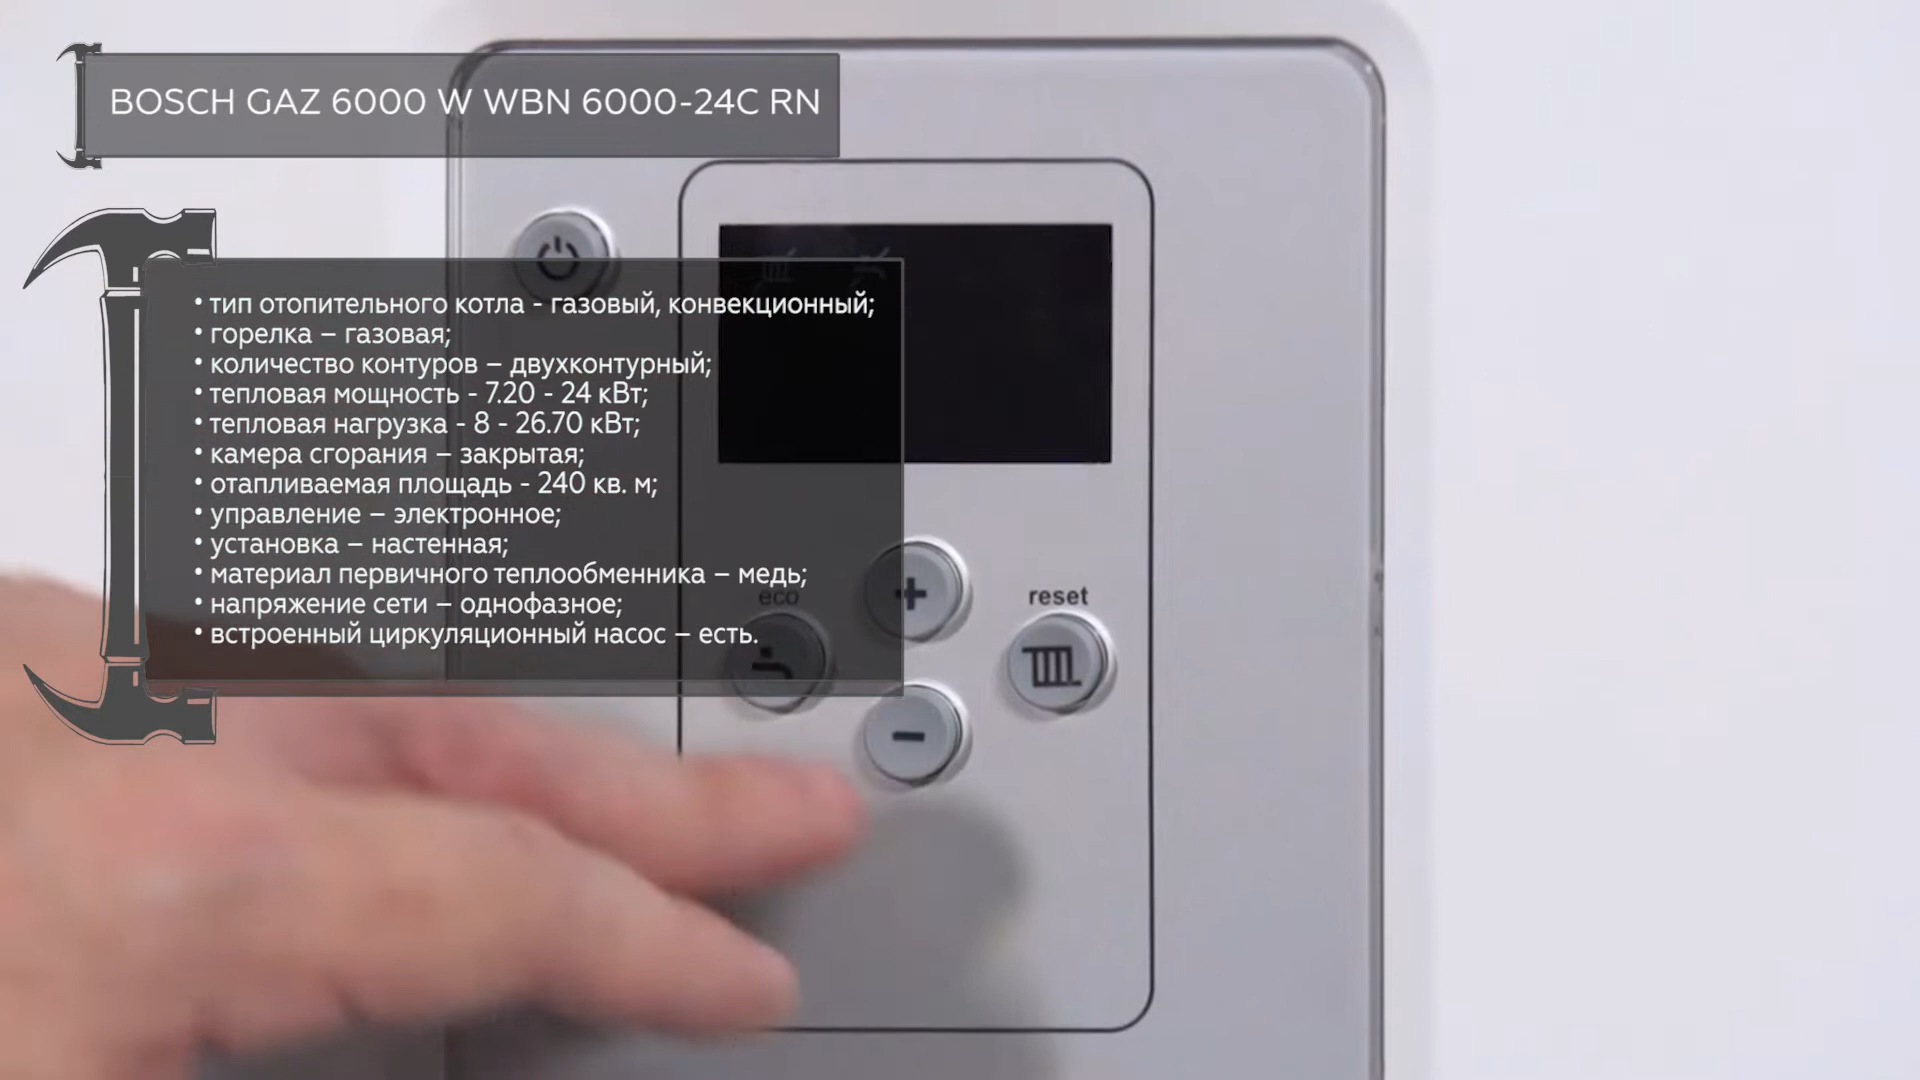 BOSCH GAZ 6000 W WBN 6000-24C RN
• тип отопительного котла - газовый, конвекционный;
• горелка – газовая;
• количество контуров – двухконтурный;
• тепловая мощность - 7.20 - 24 кВт;
• тепловая нагрузка - 8 - 26.70 кВт;
• камера сгорания – закрытая;
• отапливаемая площадь - 240 кв. м;
• управление – электронное;
• установка – настенная;
• материал первичного теплообменника – медь;
• напряжение сети – однофазное;
• встроенный циркуляционный насос – есть.
eco
+
reset
-